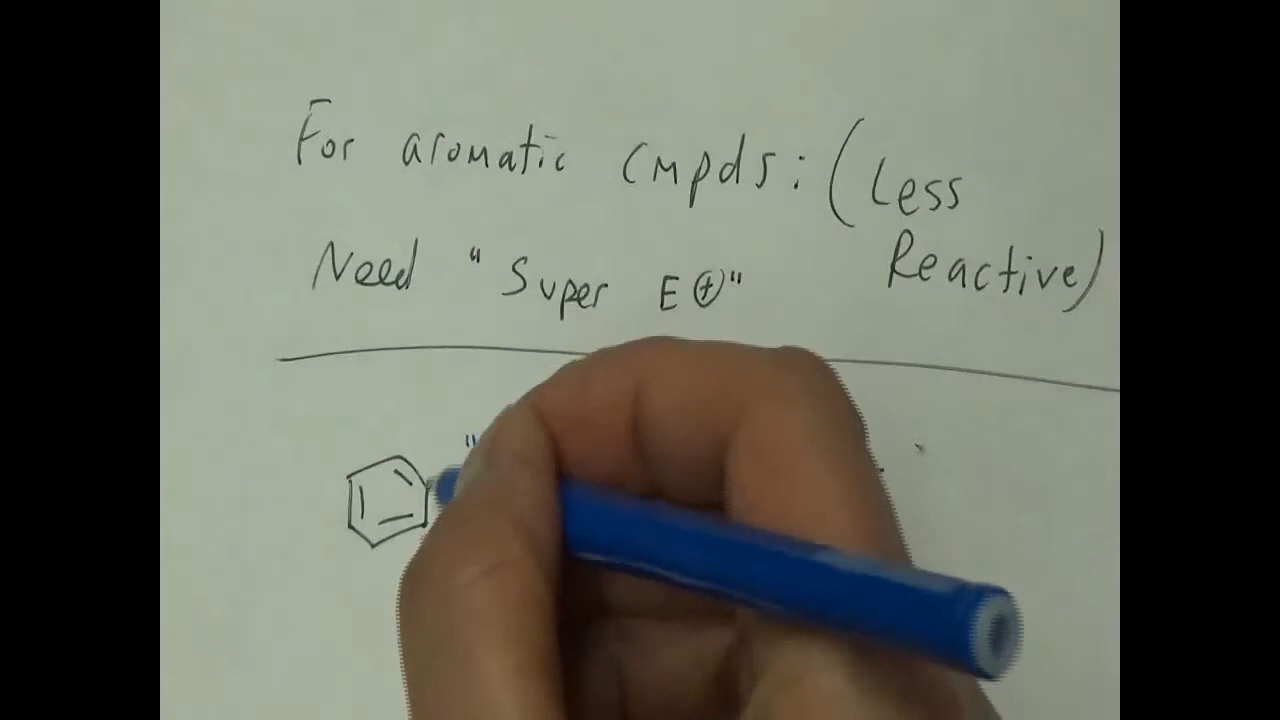 For aromatic cmpds: (Less
Reactive)
Need "Super E⊕"
"